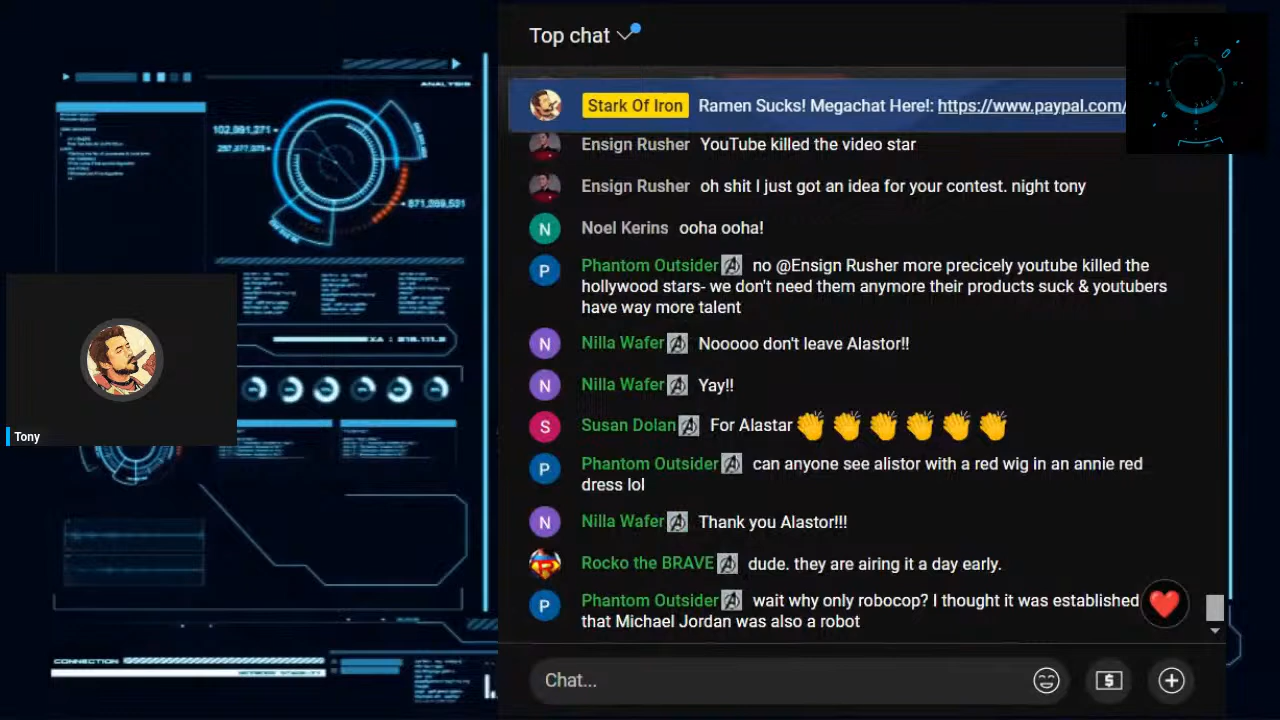 Top chat
ANALYSIS
Stark Of Iron Ramen Sucks! Megachat Here!: https://www.paypal.com/
102,991,271
Ensign Rusher YouTube killed the video star
Ensign Rusher oh shit I just got an idea for your contest. night tony
871,399,531
Noel Kerins ooha ooha!
Phantom Outsider no @Ensign Rusher more precicely youtube killed the
hollywood stars- we don't need them anymore their products suck & youtubers
have way more talent
Nilla Wafer Nooooo don't leave Alastor!!
Nilla Wafer Yay!!
Susan Dolan For Alastar 👏 👏 👏 👏 👏 👏
Tony
Phantom Outsider can anyone see alistor with a red wig in an annie red
dress lol
Nilla Wafer Thank you Alastor!!!
Rocko the BRAVE dude. they are airing it a day early.
Phantom Outsider wait why only robocop? I thought it was established
that Michael Jordan was also a robot
CONNECTION
Chat...